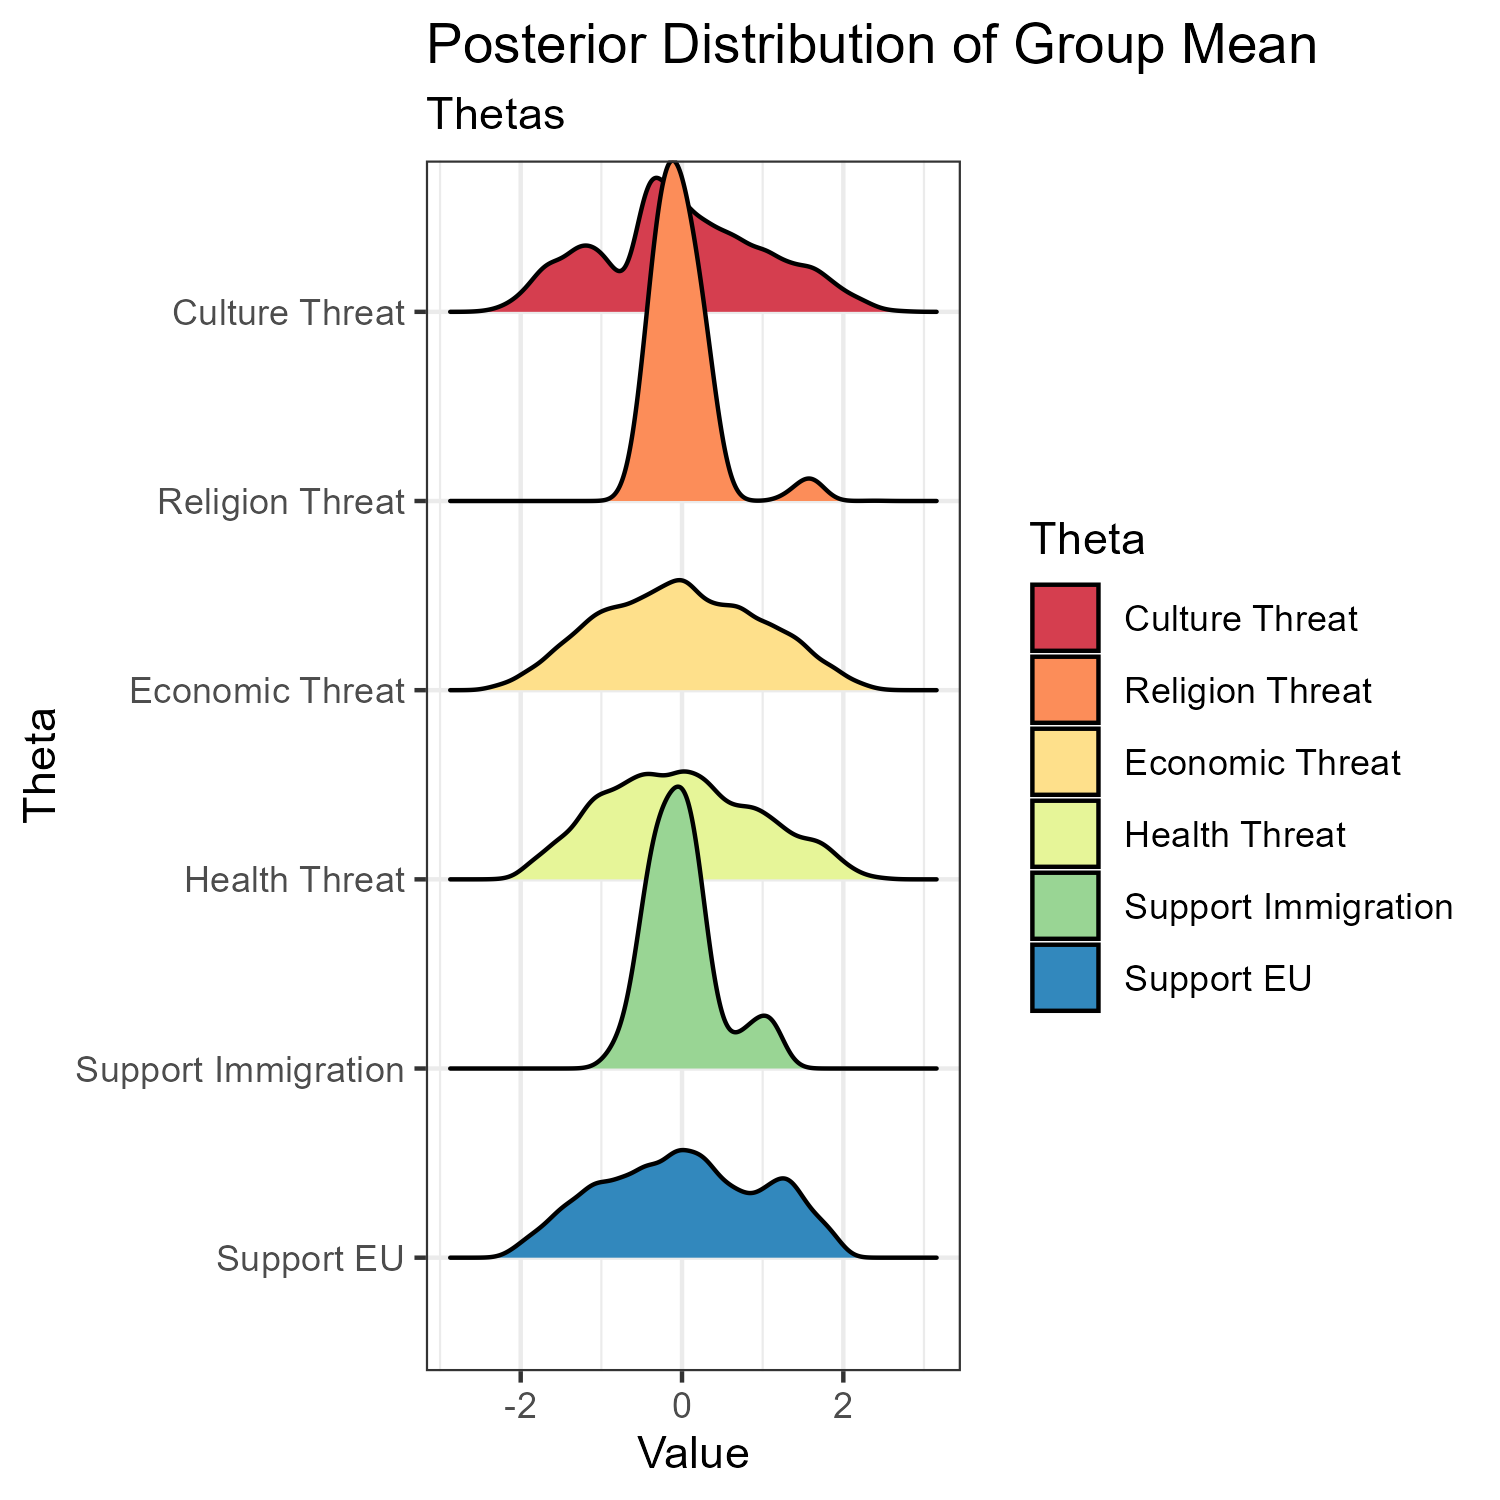 Posterior Distribution of Group Mean
Thetas
Theta
Culture Threat
Religion Threat
Economic Threat
Health Threat
Support Immigration
Support EU
-2
0
2
Value
Theta
Culture Threat
Religion Threat
Economic Threat
Health Threat
Support Immigration
Support EU